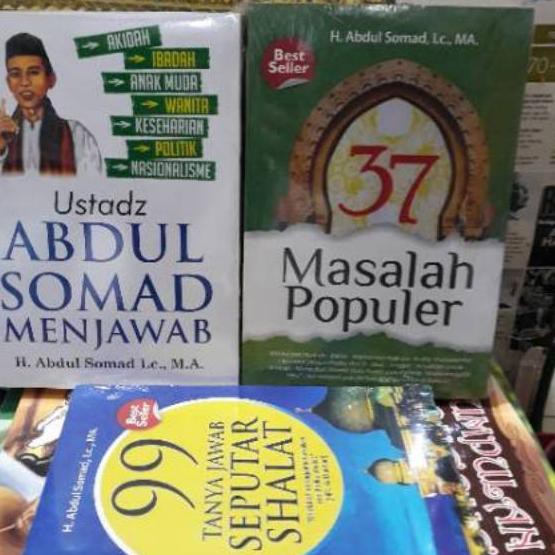 AKIDAH
IBADAH
ANAK MUDA
WANITA
KESEHARIAN
POLITIK
NASIONALISME
Ustadz
ABDUL
SOMAD
MENJAWAB
H. Abdul Somad Lc., M.A.
H. Abdul Somad, Lc., MA.
Best
Seller
37
Masalah
Populer
Best
Seller
H. Abdul Somad, Lc., MA.
99
TANYA JAWAB
SEPUTAR
SHALAT